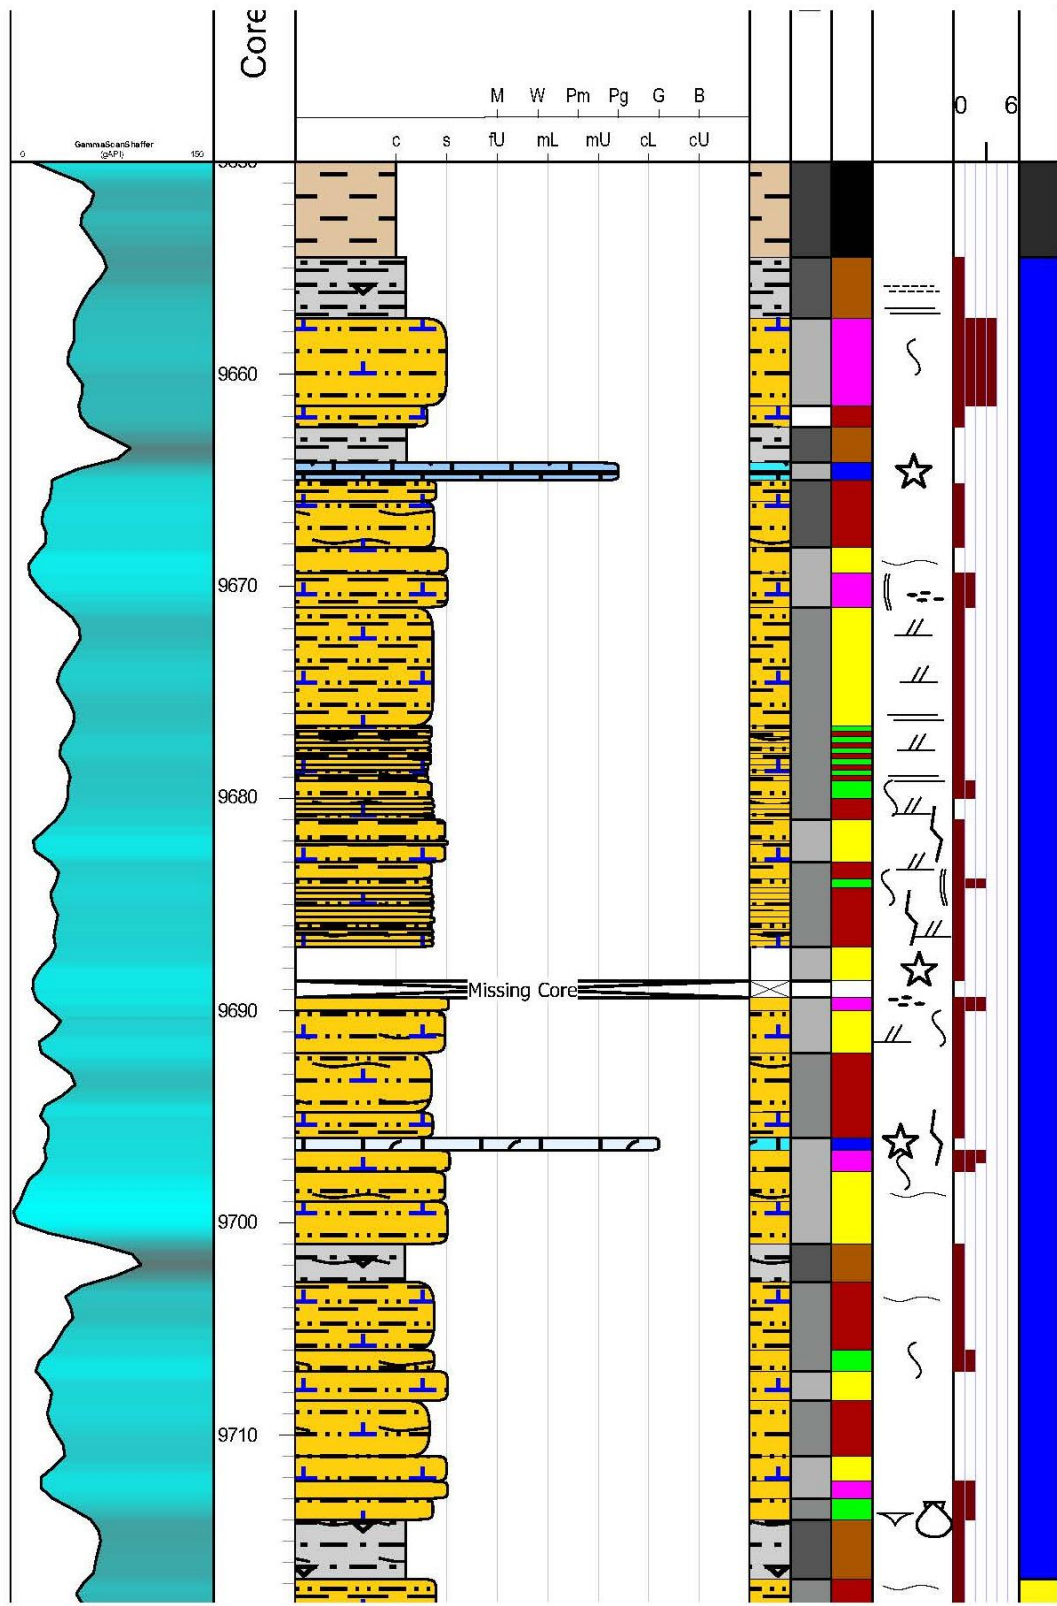 Core
M W Pm Pg G B
0 6
c s fU mL mU cL cU
GammaScanShaffer
0 (gAPI) 150
9660
9670
9680
Missing Core
9690
9700
9710